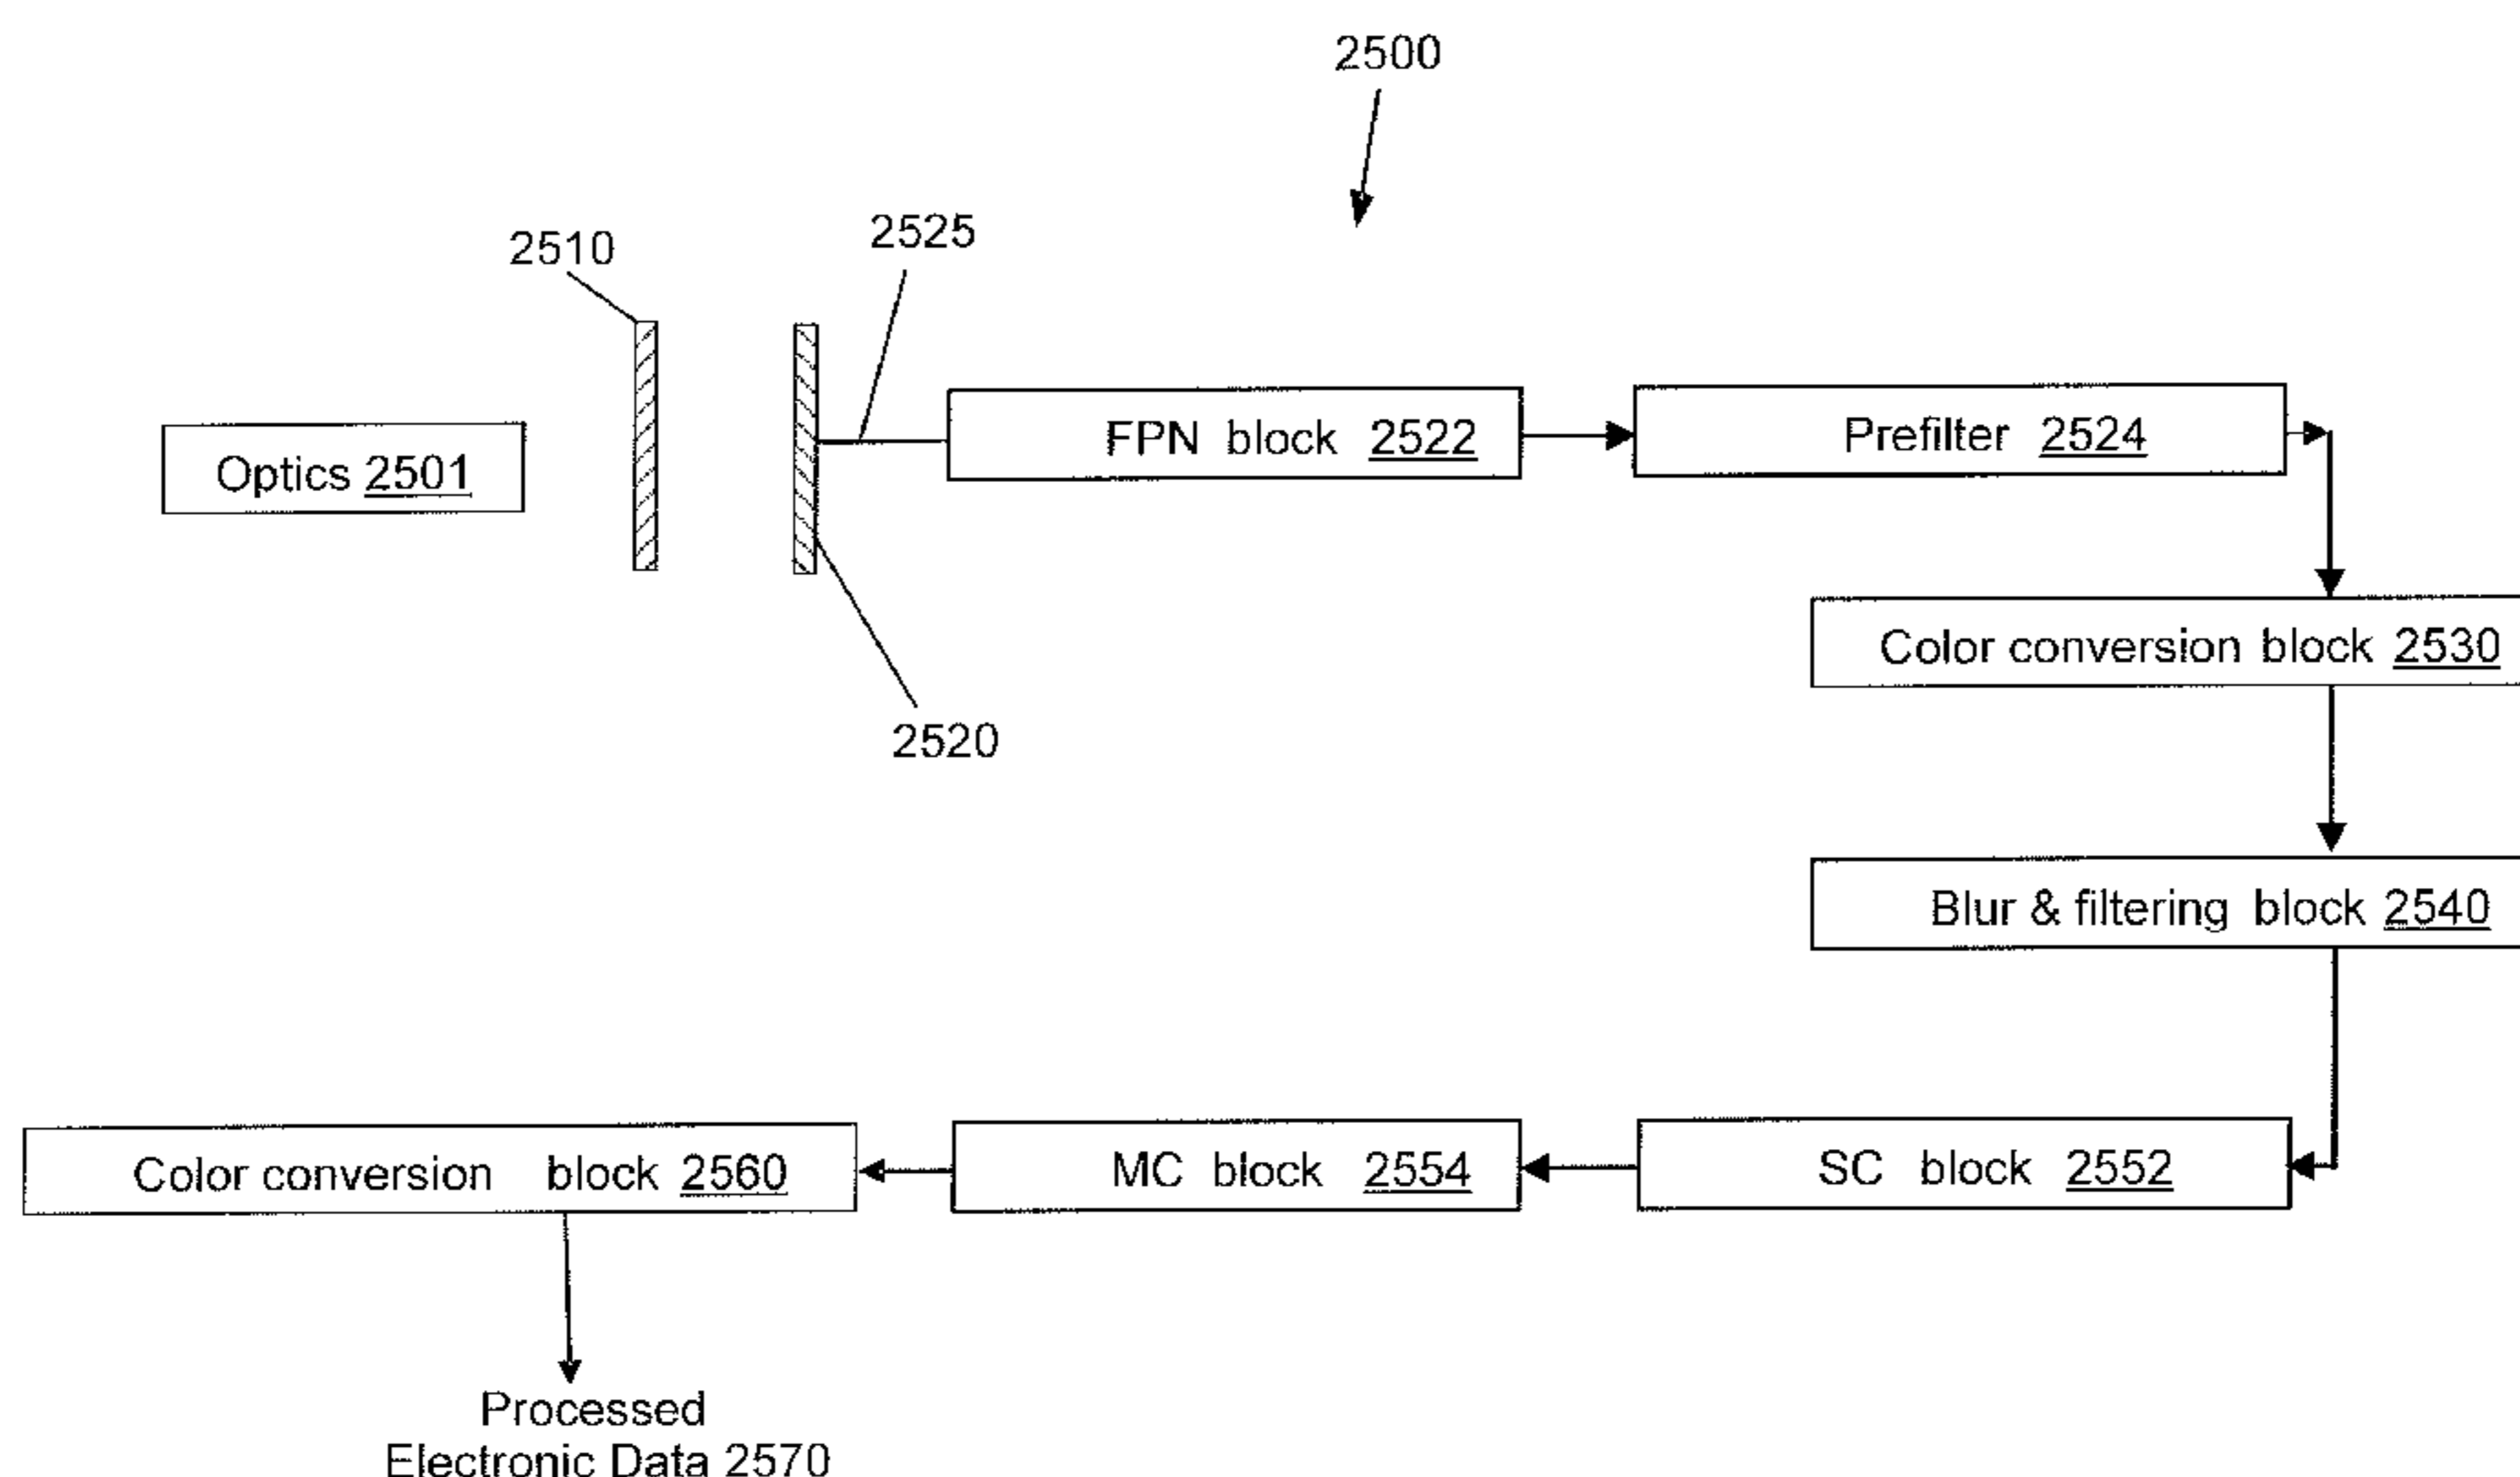 2500
2510
2525
FPN block 2522
Prefilter 2524
Optics 2501
Color conversion block 2530
2520
Blur & filtering block 2540
Color conversion block 2560
MC block 2554
SC block 2552
Processed
Electronic Data 2570